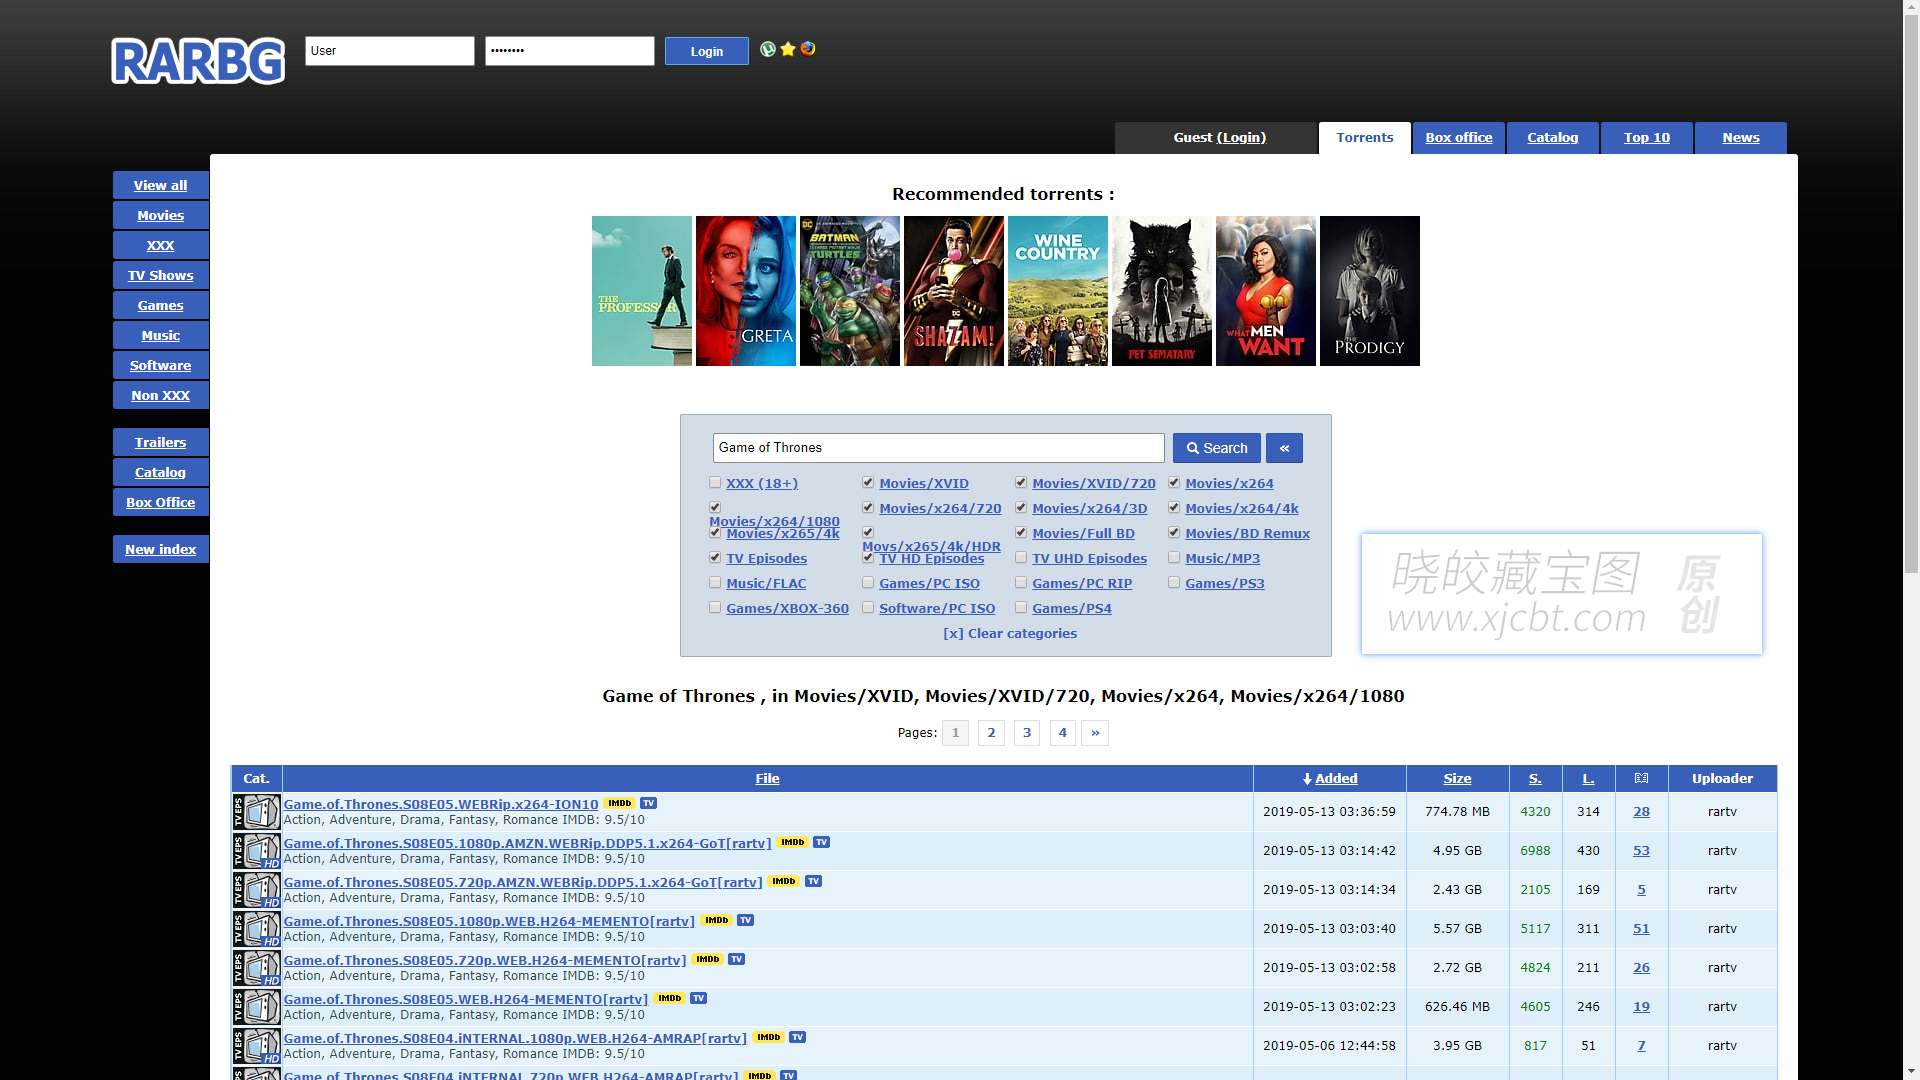 RARBG
User
••••••••
Login
Guest (Login)
Torrents
Box office
Catalog
Top 10
News
View all
Movies
XXX
TV Shows
Games
Music
Software
Non XXX
Trailers
Catalog
Box Office
New index
Recommended torrents :
THE PROFESSOR
GRETA
BATMAN
TURTLES
SHAZAM!
WINE COUNTRY
PET SEMATARY
WHAT MEN WANT
THE PRODIGY
Game of Thrones
Search
«
XXX (18+)
Movies/XVID
Movies/XVID/720
Movies/x264
Movies/x264/1080
Movies/x264/720
Movies/x264/3D
Movies/x264/4k
Movies/x265/4k
Movs/x265/4k/HDR
Movies/Full BD
Movies/BD Remux
TV Episodes
TV HD Episodes
TV UHD Episodes
Music/MP3
Music/FLAC
Games/PC ISO
Games/PC RIP
Games/PS3
Games/XBOX-360
Software/PC ISO
Games/PS4
[x] Clear categories
晓皎藏宝图
www.xjcbt.com
原创
Game of Thrones , in Movies/XVID, Movies/XVID/720, Movies/x264, Movies/x264/1080
Pages: 1 2 3 4 »
Cat. File Added Size S. L. Uploader
TV EPS Game.of.Thrones.S08E05.WEBRip.x264-ION10 IMDb TV
Action, Adventure, Drama, Fantasy, Romance IMDB: 9.5/10
2019-05-13 03:36:59 774.78 MB 4320 314 28 rartv
TV EPS HD Game.of.Thrones.S08E05.1080p.AMZN.WEBRip.DDP5.1.x264-GoT[rartv] IMDb TV
Action, Adventure, Drama, Fantasy, Romance IMDB: 9.5/10
2019-05-13 03:14:42 4.95 GB 6988 430 53 rartv
TV EPS HD Game.of.Thrones.S08E05.720p.AMZN.WEBRip.DDP5.1.x264-GoT[rartv] IMDb TV
Action, Adventure, Drama, Fantasy, Romance IMDB: 9.5/10
2019-05-13 03:14:34 2.43 GB 2105 169 5 rartv
TV EPS HD Game.of.Thrones.S08E05.1080p.WEB.H264-MEMENTO[rartv] IMDb TV
Action, Adventure, Drama, Fantasy, Romance IMDB: 9.5/10
2019-05-13 03:03:40 5.57 GB 5117 311 51 rartv
TV EPS HD Game.of.Thrones.S08E05.720p.WEB.H264-MEMENTO[rartv] IMDb TV
Action, Adventure, Drama, Fantasy, Romance IMDB: 9.5/10
2019-05-13 03:02:58 2.72 GB 4824 211 26 rartv
TV EPS Game.of.Thrones.S08E05.WEB.H264-MEMENTO[rartv] IMDb TV
Action, Adventure, Drama, Fantasy, Romance IMDB: 9.5/10
2019-05-13 03:02:23 626.46 MB 4605 246 19 rartv
TV EPS HD Game.of.Thrones.S08E04.iNTERNAL.1080p.WEB.H264-AMRAP[rartv] IMDb TV
Action, Adventure, Drama, Fantasy, Romance IMDB: 9.5/10
2019-05-06 12:44:58 3.95 GB 817 51 7 rartv
Game.of.Thrones.S08E04.iNTERNAL.720p.WEB.H264-AMRAP[rartv] IMDb TV